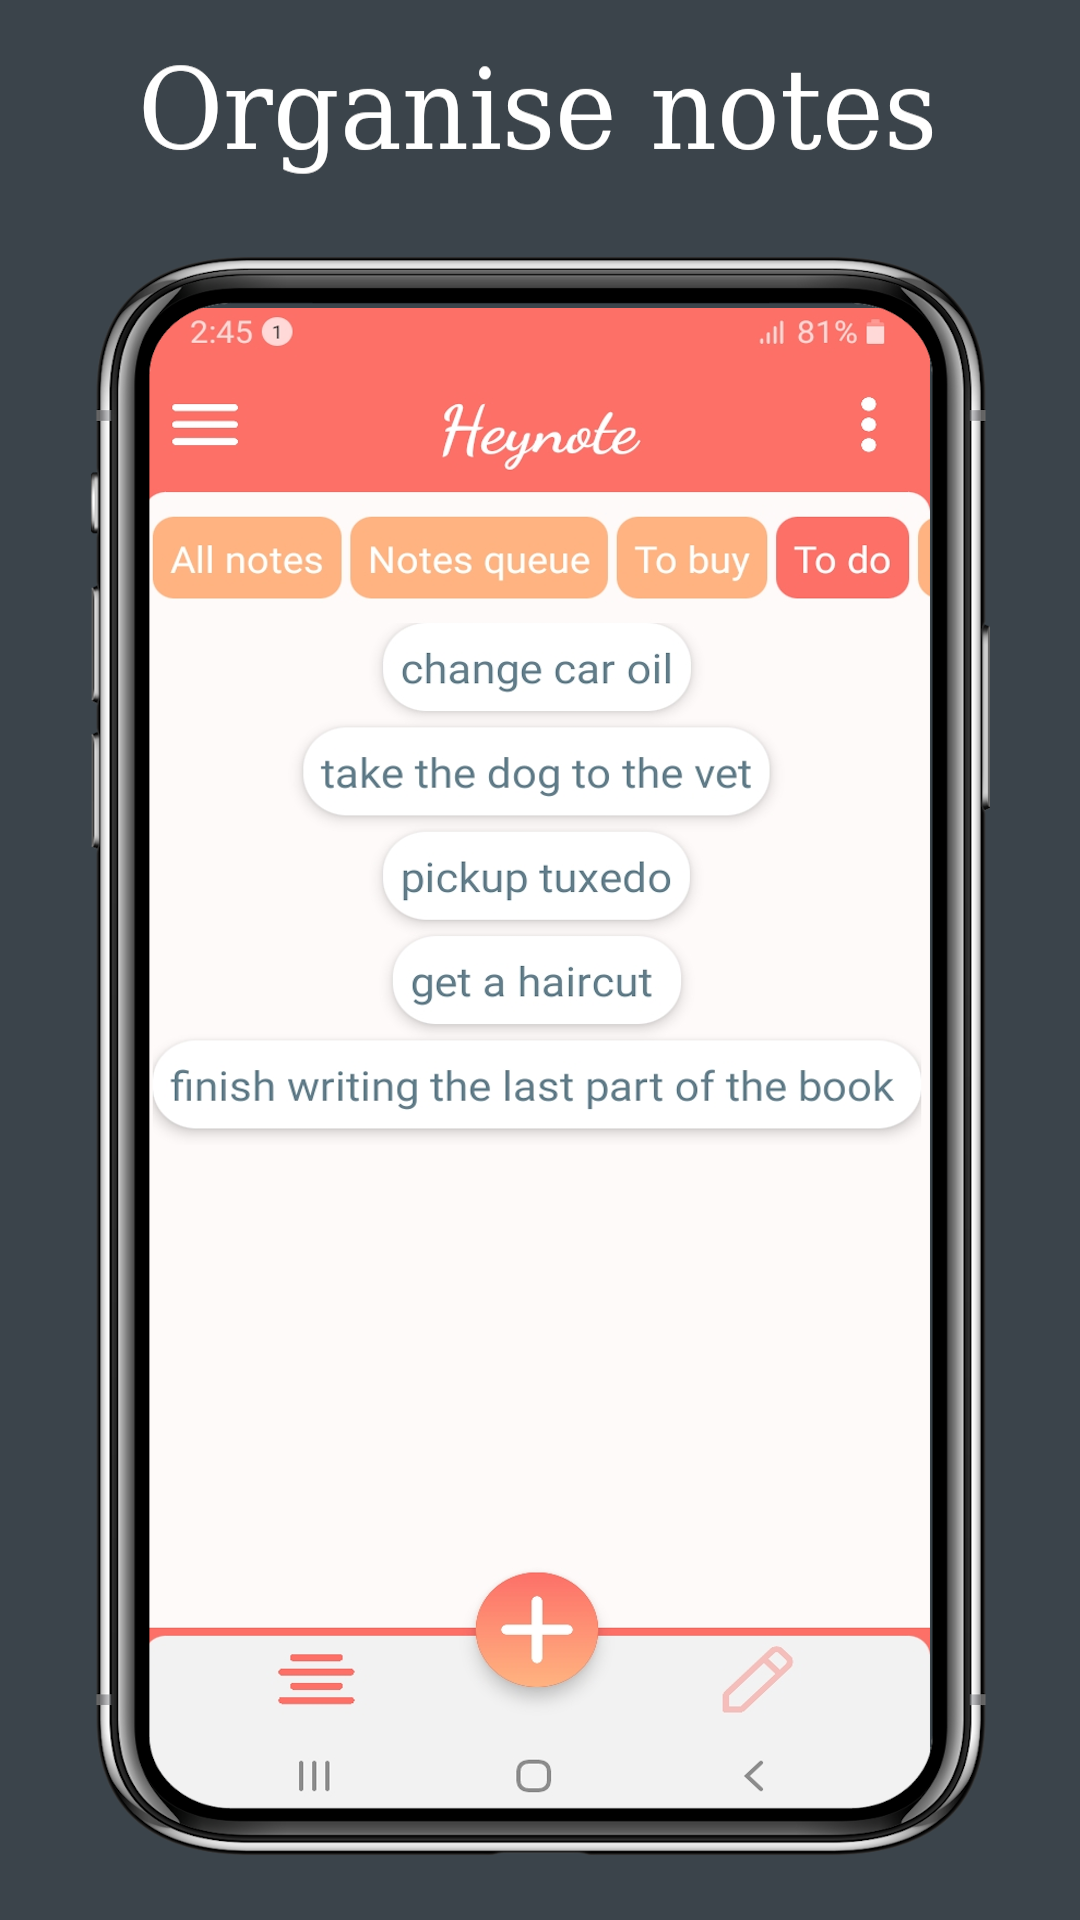 Organise notes
2:45 1 81%
Heynote
All notes Notes queue To buy To do
change car oil
take the dog to the vet
pickup tuxedo
get a haircut
finish writing the last part of the book